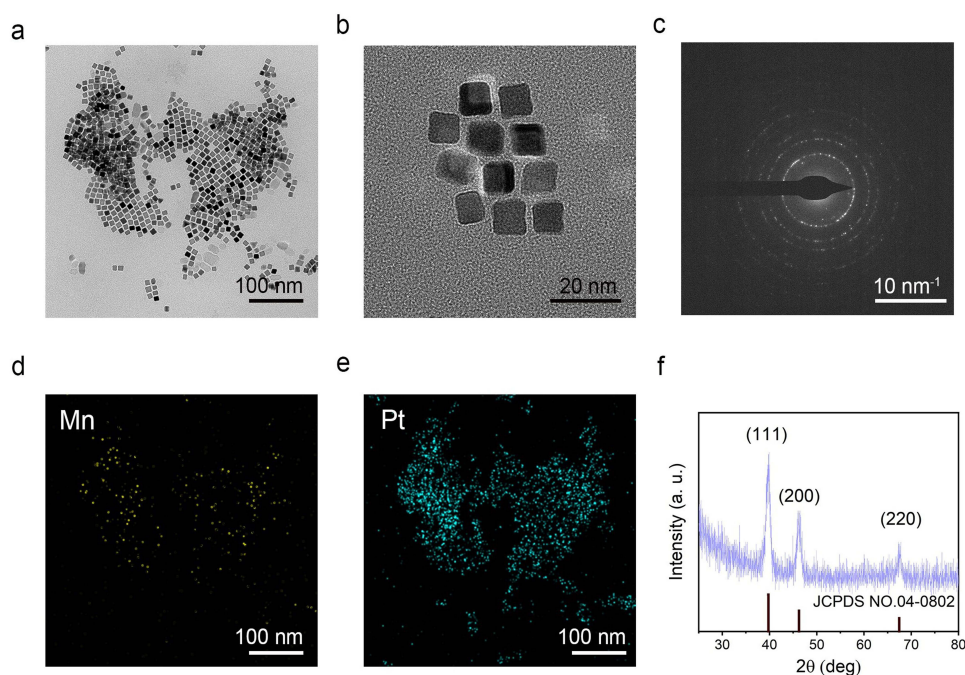 a
b
c
100 nm
20 nm
10 nm⁻¹
d
e
f
Mn
Pt
100 nm
100 nm
Intensity (a. u.)
(111)
(200)
(220)
JCPDS NO.04-0802
30 40 50 60 70 80
2θ (deg)